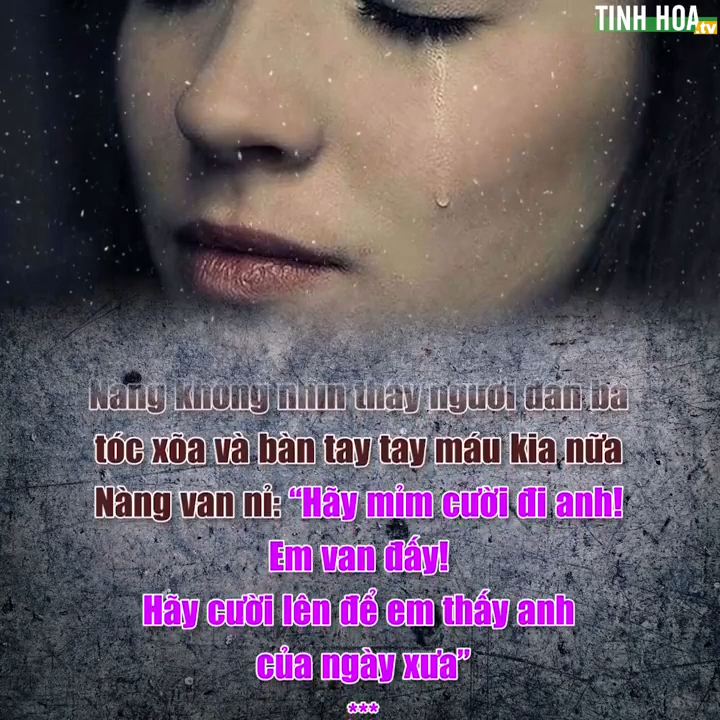 TINH HOA
.tv
Nàng không nhìn thấy người đàn bà
tóc xõa và bàn tay tay máu kia nữa
Nàng van nỉ: “Hãy mỉm cười đi anh!
Em van đấy!
Hãy cười lên để em thấy anh
của ngày xưa”
***